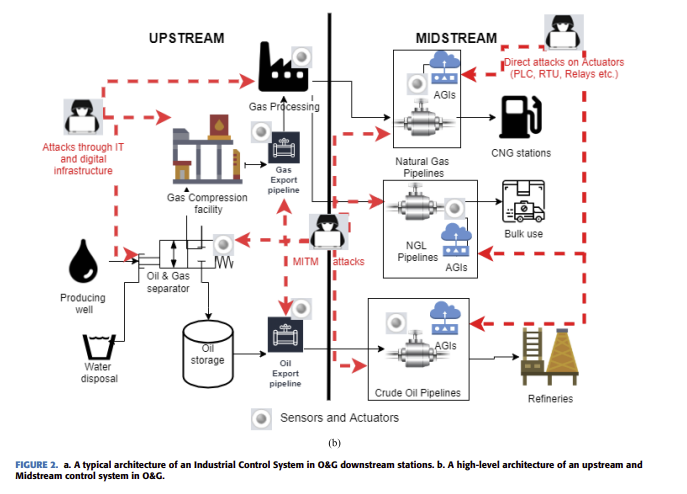 UPSTREAM
MIDSTREAM
Direct attacks on Actuators
(PLC, RTU, Relays etc.)
AGIs
Gas Processing
Attacks through IT
and digital
infrastructure
CNG stations
Natural Gas
Pipelines
Gas
Export
pipeline
Gas Compression
facility
Bulk use
NGL
Pipelines
AGIs
MITM attacks
Oil & Gas
separator
Producing
well
Oil
storage
AGIs
Water
disposal
Oil
Export
pipeline
Crude Oil Pipelines
Refineries
Sensors and Actuators
(b)
FIGURE 2. a. A typical architecture of an Industrial Control System in O&G downstream stations. b. A high-level architecture of an upstream and
Midstream control system in O&G.